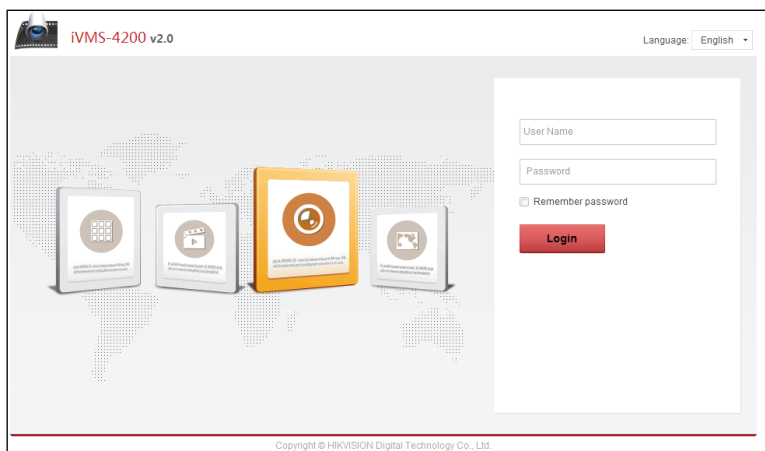 iVMS-4200 v2.0
Language: English
User Name
Password
Remember password
Login
Copyright © HIKVISION Digital Technology Co., Ltd.